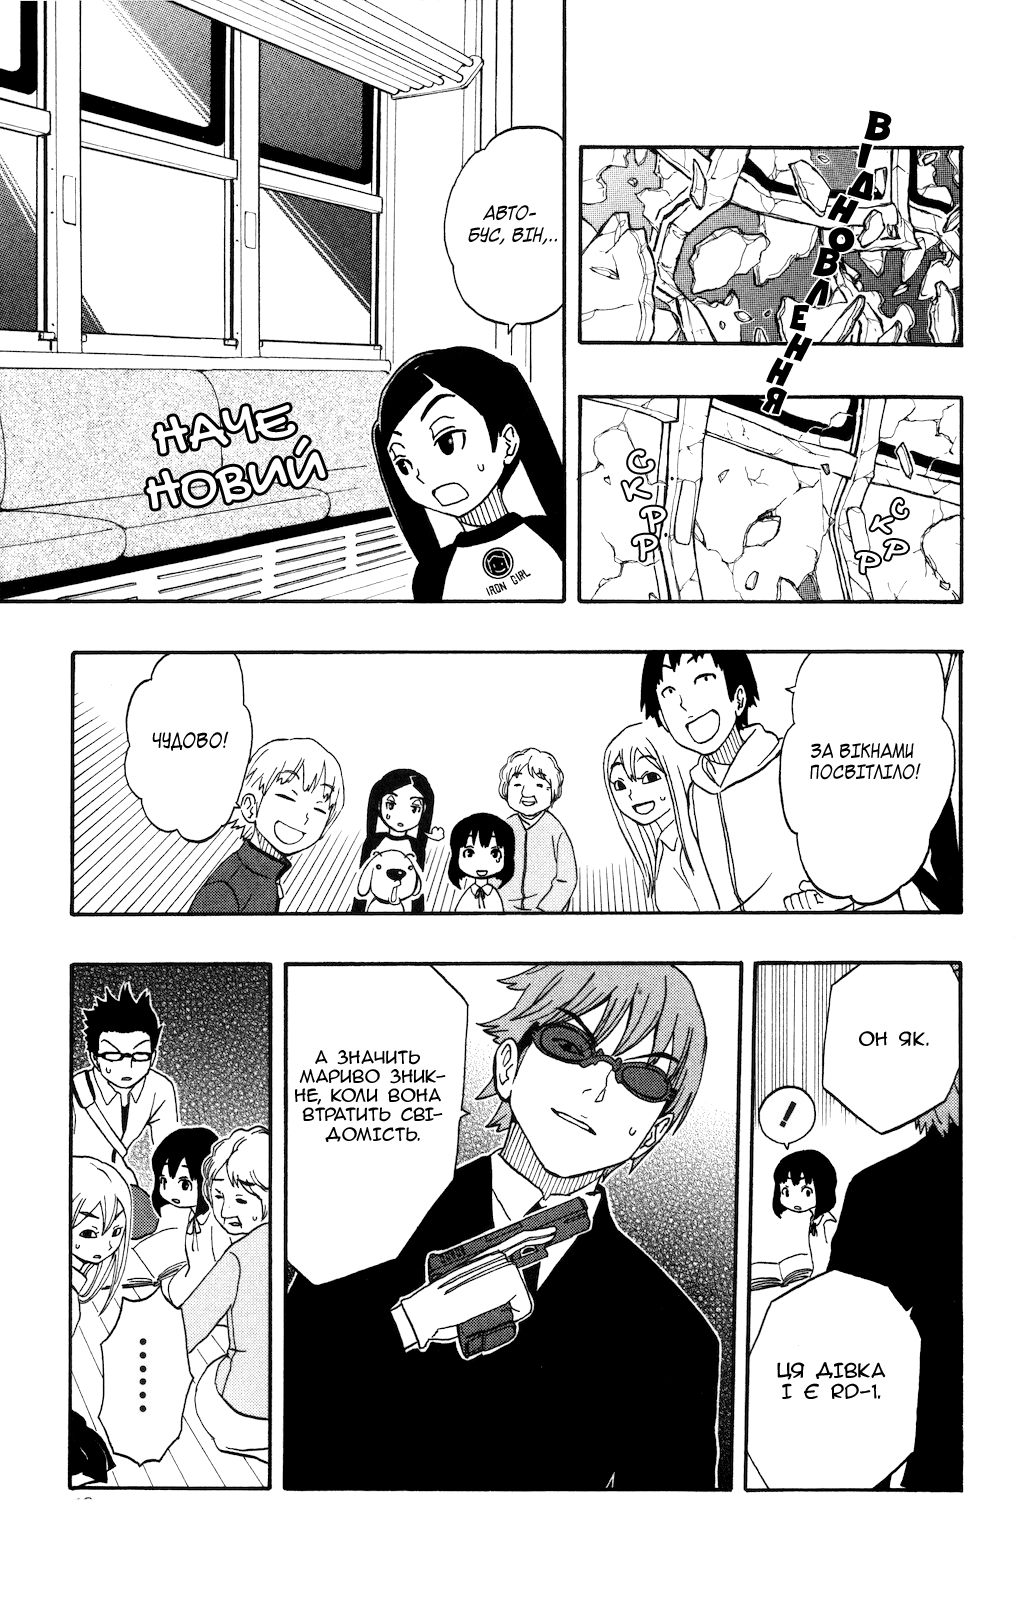 ВІДНОВЛЕННЯ
СКРР
СКРР
АВТО-
БУС, ВІН,..
НАЧЕ
НОВИЙ
IRON GIRL
ЗА ВІКНАМИ
ПОСВІТЛІЛО!
ЧУДОВО!
ОН ЯК.
!
ЦЯ ДІВКА
І Є RD-1.
А ЗНАЧИТЬ
МАРИВО ЗНИК-
НЕ, КОЛИ ВОНА
ВТРАТИТЬ СВІ-
ДОМІСТЬ.
......